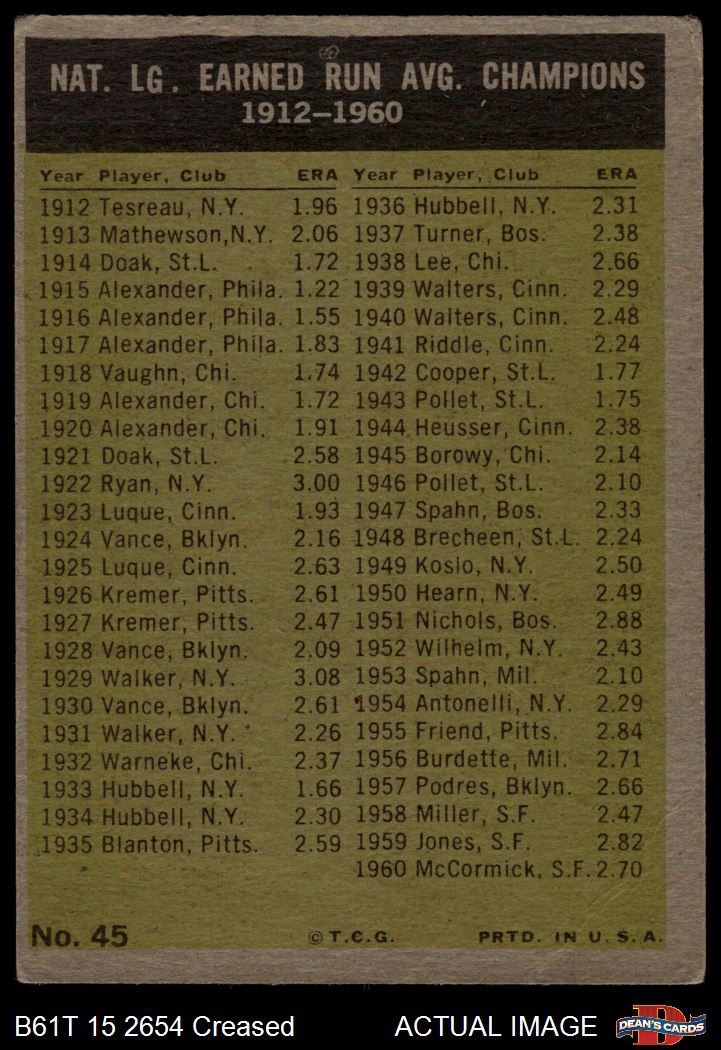 NAT. LG. EARNED RUN AVG. CHAMPIONS
1912–1960
Year Player, Club ERA
1912 Tesreau, N.Y. 1.96
1913 Mathewson, N.Y. 2.06
1914 Doak, St.L. 1.72
1915 Alexander, Phila. 1.22
1916 Alexander, Phila. 1.55
1917 Alexander, Phila. 1.83
1918 Vaughn, Chi. 1.74
1919 Alexander, Chi. 1.72
1920 Alexander, Chi. 1.91
1921 Doak, St.L. 2.58
1922 Ryan, N.Y. 3.00
1923 Luque, Cinn. 1.93
1924 Vance, Bklyn. 2.16
1925 Luque, Cinn. 2.63
1926 Kremer, Pitts. 2.61
1927 Kremer, Pitts. 2.47
1928 Vance, Bklyn. 2.09
1929 Walker, N.Y. 3.08
1930 Vance, Bklyn. 2.61
1931 Walker, N.Y. 2.26
1932 Warneke, Chi. 2.37
1933 Hubbell, N.Y. 1.66
1934 Hubbell, N.Y. 2.30
1935 Blanton, Pitts. 2.59
Year Player, Club ERA
1936 Hubbell, N.Y. 2.31
1937 Turner, Bos. 2.38
1938 Lee, Chi. 2.66
1939 Walters, Cinn. 2.29
1940 Walters, Cinn. 2.48
1941 Riddle, Cinn. 2.24
1942 Cooper, St.L. 1.77
1943 Pollet, St.L. 1.75
1944 Heusser, Cinn. 2.38
1945 Borowy, Chi. 2.14
1946 Pollet, St.L. 2.10
1947 Spahn, Bos. 2.33
1948 Brecheen, St.L. 2.24
1949 Koslo, N.Y. 2.50
1950 Hearn, N.Y. 2.49
1951 Nichols, Bos. 2.88
1952 Wilhelm, N.Y. 2.43
1953 Spahn, Mil. 2.10
1954 Antonelli, N.Y. 2.29
1955 Friend, Pitts. 2.84
1956 Burdette, Mil. 2.71
1957 Podres, Bklyn. 2.66
1958 Miller, S.F. 2.47
1959 Jones, S.F. 2.82
1960 McCormick, S.F. 2.70
No. 45 © T.C.G. PRTD. IN U.S.A.
B61T 15 2654 Creased ACTUAL IMAGE D DEAN'S CARDS